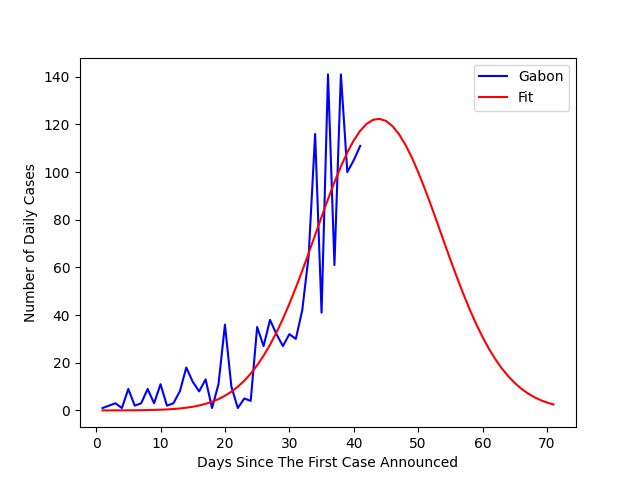 Gabon
Fit
140
120
100
80
60
40
20
0
Number of Daily Cases
0 10 20 30 40 50 60 70
Days Since The First Case Announced